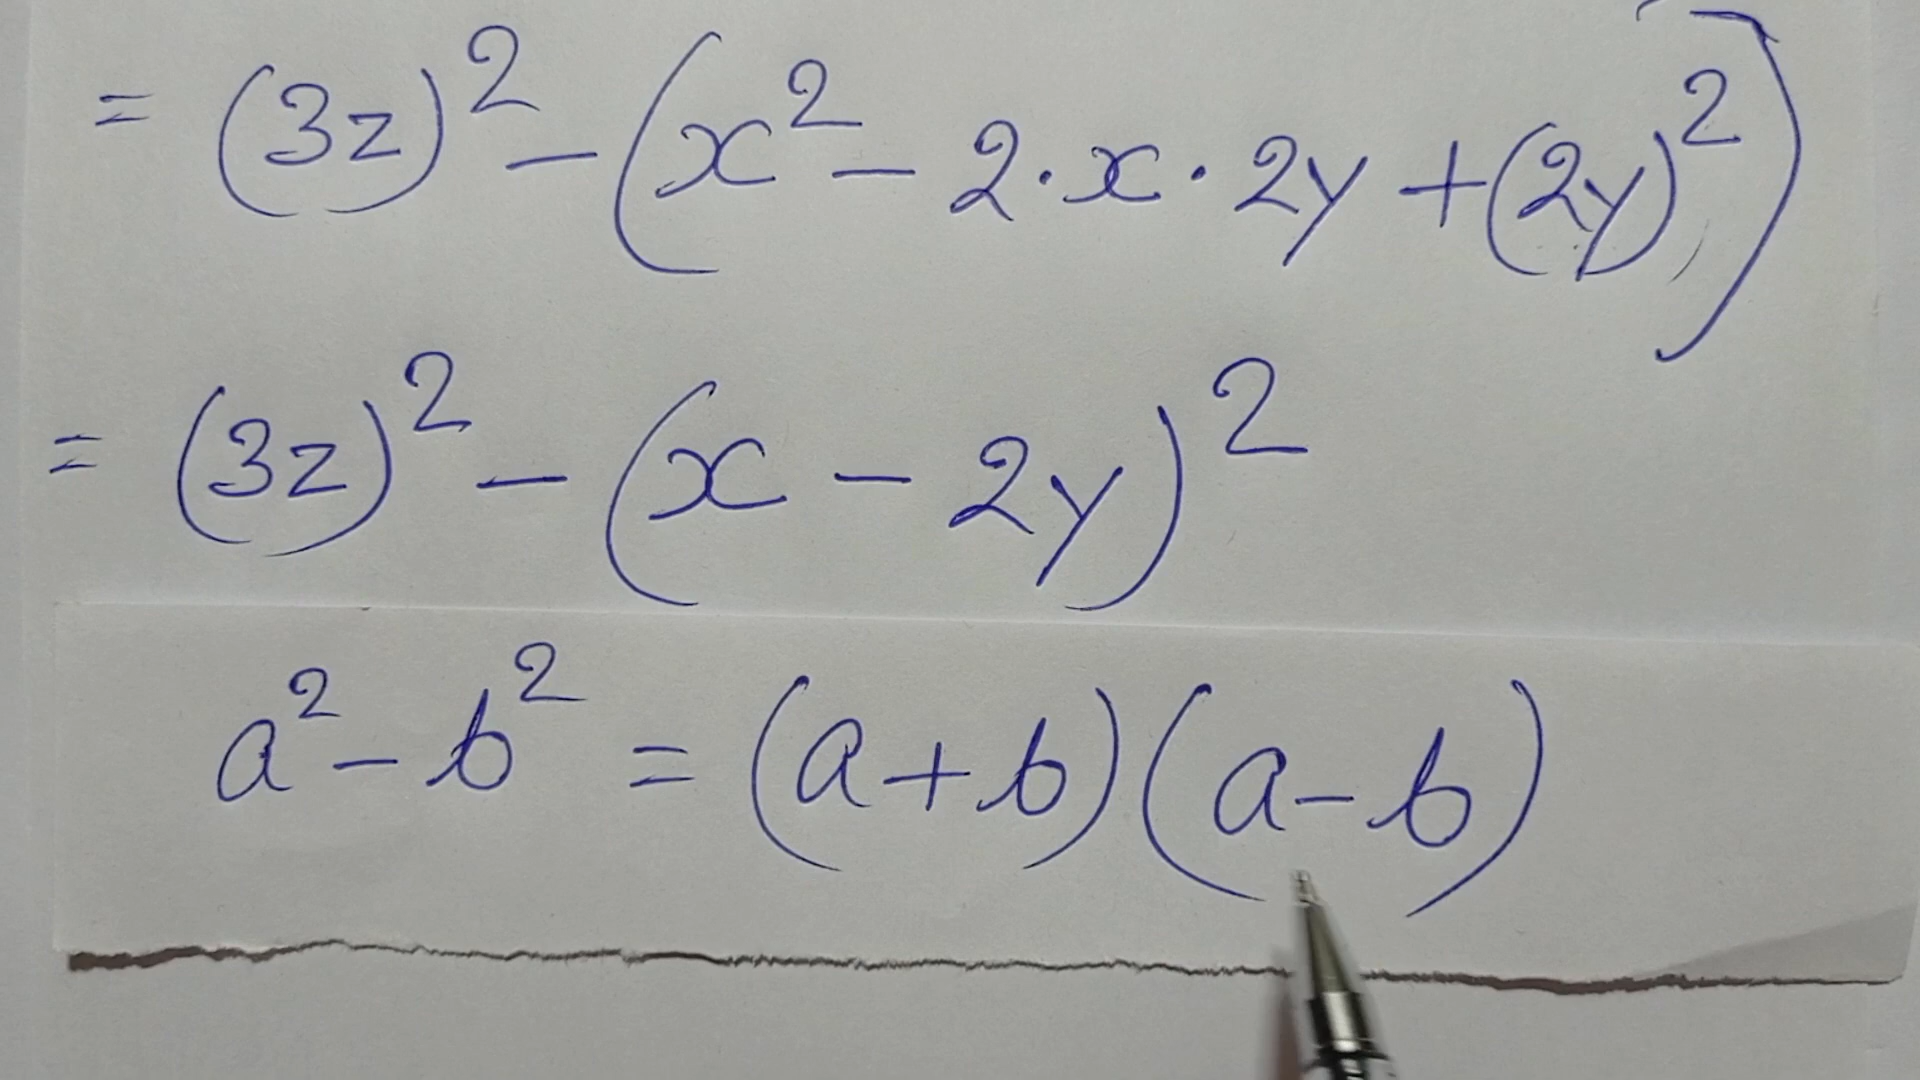 = (3z)² - (x² - 2·x·2y + (2y)²)
= (3z)² - (x - 2y)²
a² - b² = (a + b)(a - b)